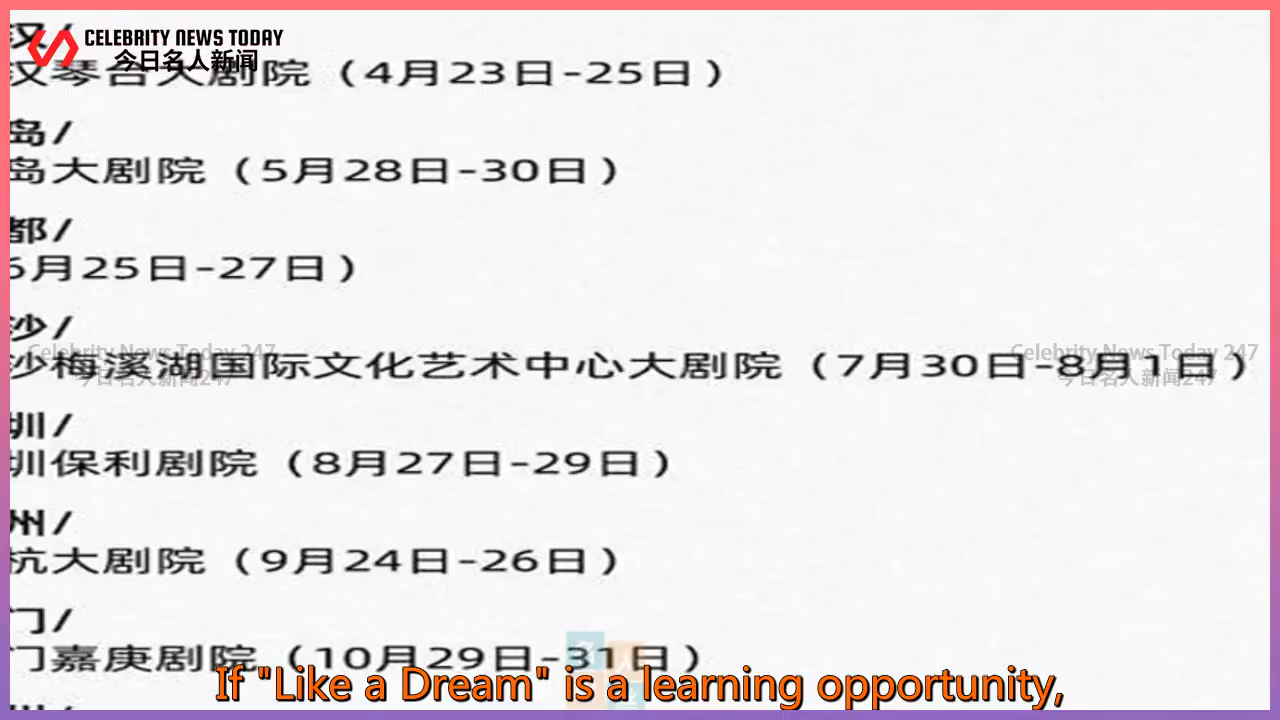 汉/
CELEBRITY NEWS TODAY
今日名人新闻
汉琴台大剧院（4月23日-25日）
岛/
岛大剧院（5月28日-30日）
都/
6月25日-27日）
沙/
Celebrity News Today 247
Celebrity News Today 247
沙梅溪湖国际文化艺术中心大剧院（7月30日-8月1日）
今日名人新闻247
今日名人新闻247
圳/
圳保利剧院（8月27日-29日）
州/
杭大剧院（9月24日-26日）
门/
门嘉庚剧院（10月29日-31日）
If "Like a Dream" is a learning opportunity,